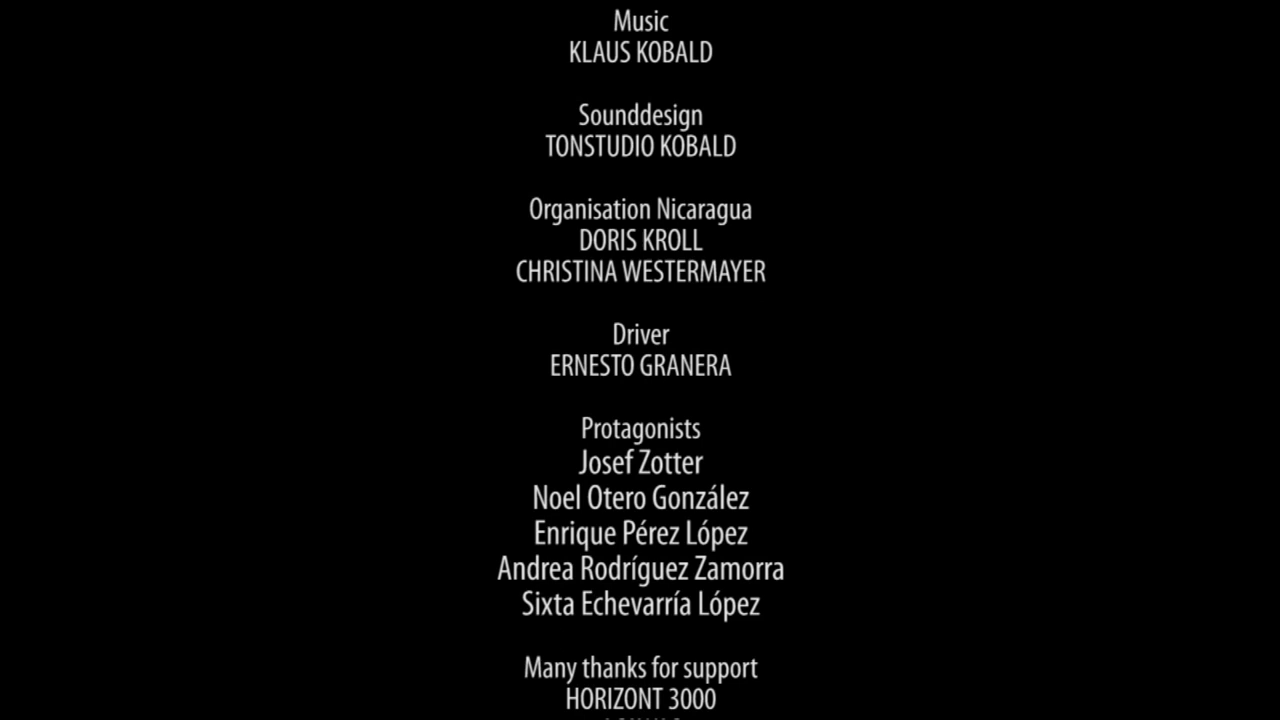 Music
KLAUS KOBALD
Sounddesign
TONSTUDIO KOBALD
Organisation Nicaragua
DORIS KROLL
CHRISTINA WESTERMAYER
Driver
ERNESTO GRANERA
Protagonists
Josef Zotter
Noel Otero González
Enrique Pérez López
Andrea Rodríguez Zamorra
Sixta Echevarría López
Many thanks for support
HORIZONT 3000